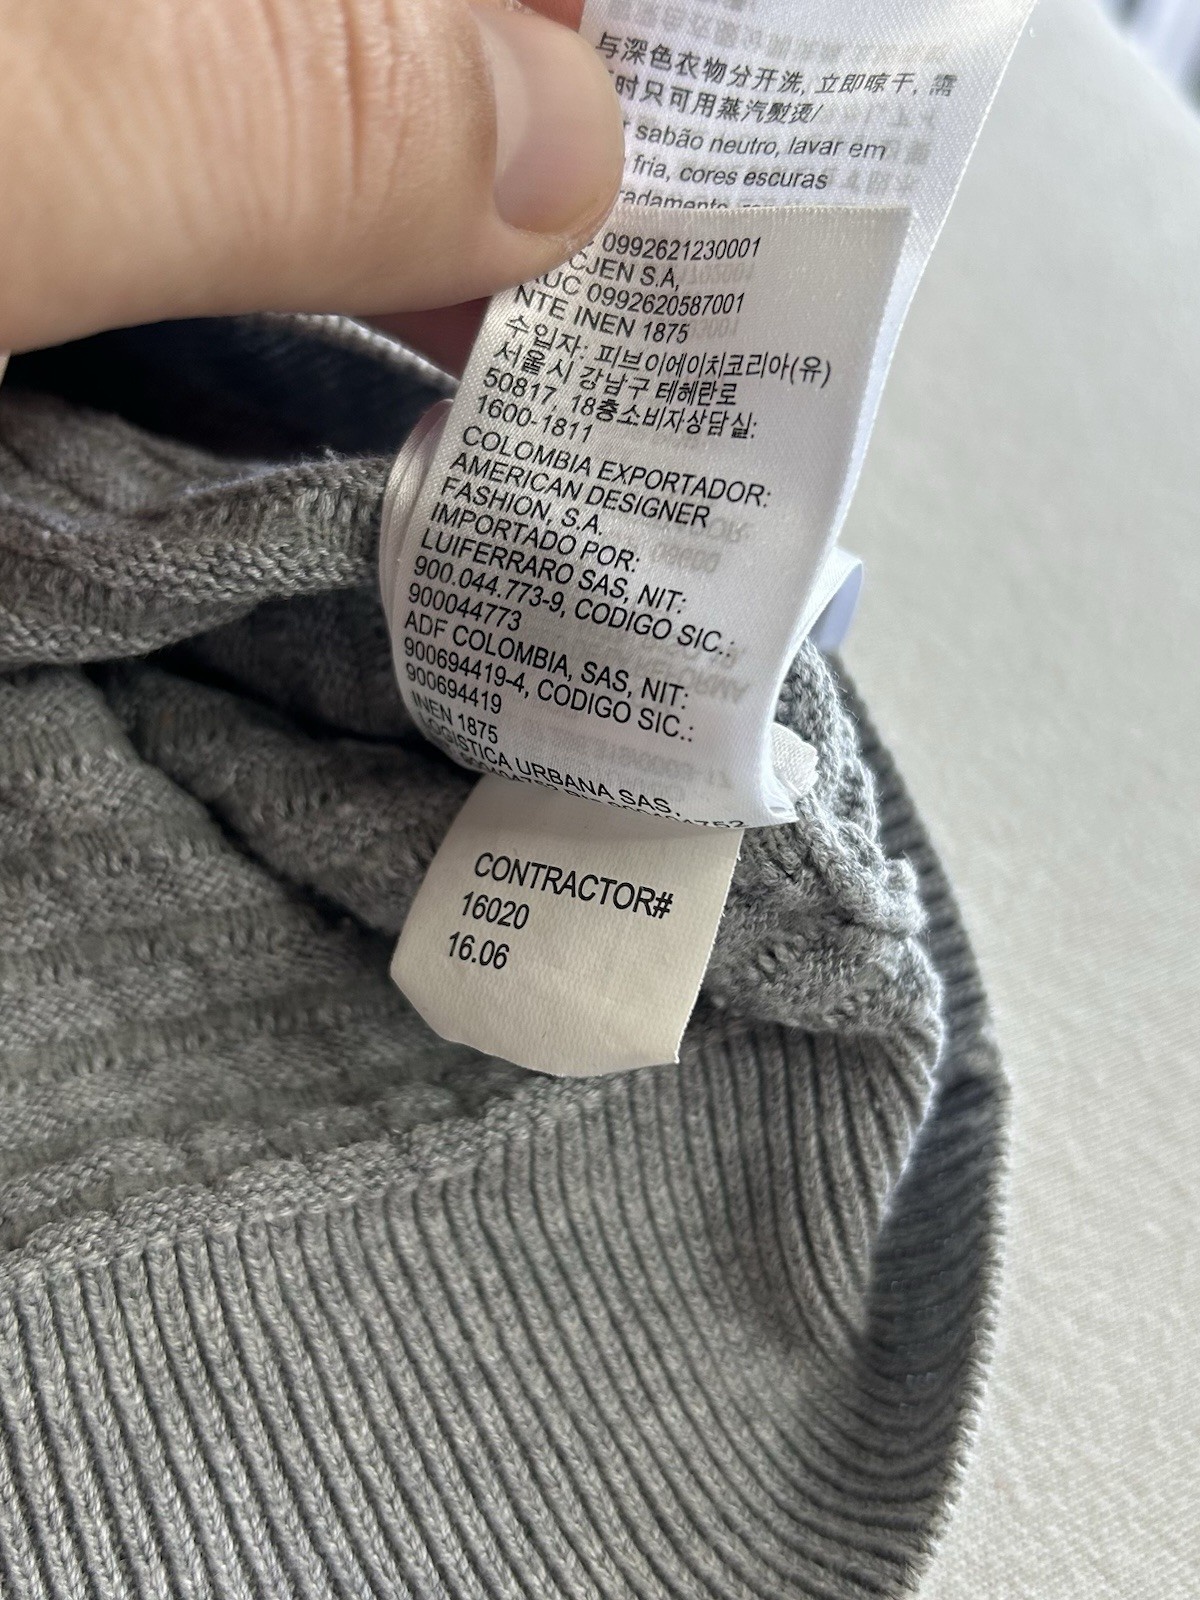 与深色衣物分开洗, 立即晾干, 需
时只可用蒸汽熨烫/
sabão neutro, lavar em
fria, cores escuras
0992621230001
CJEN S.A,
RUC 0992620587001
NTE INEN 1875
수입자: 피브이에이치코리아(유)
서울시 강남구 테헤란로
50817, 18층소비자상담실:
1600-1811
COLOMBIA EXPORTADOR:
AMERICAN DESIGNER
FASHION, S.A.
IMPORTADO POR:
LUIFERRARO SAS, NIT:
900.044.773-9, CODIGO SIC.:
900044773
ADF COLOMBIA, SAS, NIT:
900694419-4, CODIGO SIC.:
900694419
INEN 1875
LOGISTICA URBANA SAS,
CONTRACTOR#
16020
16.06